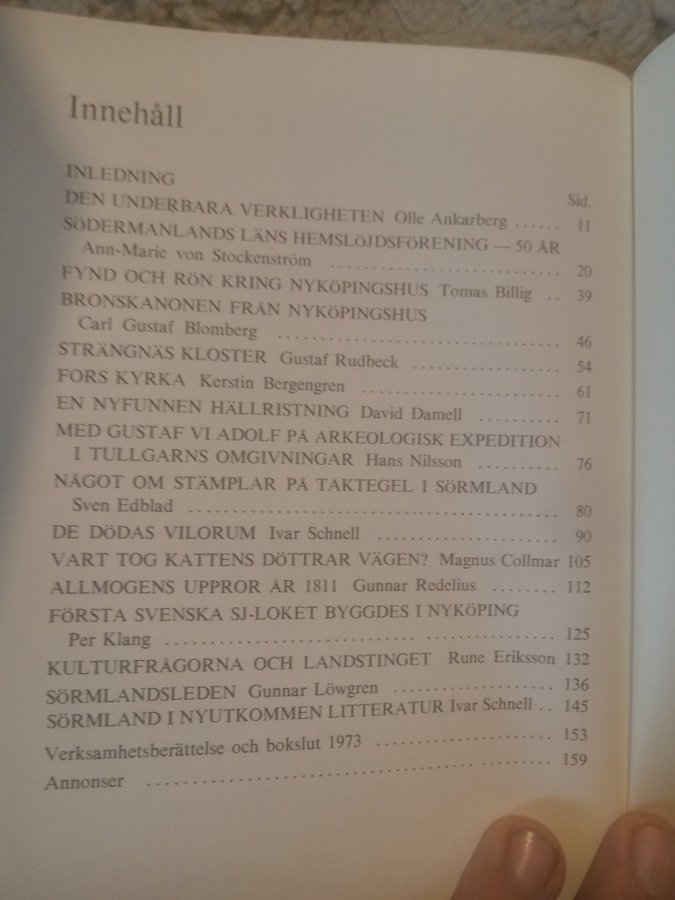 Innehåll
INLEDNING
Sid.
DEN UNDERBARA VERKLIGHETEN Olle Ankarberg ...... 11
SÖDERMANLANDS LÄNS HEMSLÖJDSFÖRENING — 50 ÅR
Ann-Marie von Stockenström .......................... 20
FYND OCH RÖN KRING NYKÖPINGSHUS Tomas Billig .. 39
BRONSKANONEN FRÅN NYKÖPINGSHUS
Carl Gustaf Blomberg ................................ 46
STRÄNGNÄS KLOSTER Gustaf Rudbeck ................. 54
FORS KYRKA Kerstin Bergengren ...................... 61
EN NYFUNNEN HÄLLRISTNING David Damell .......... 71
MED GUSTAF VI ADOLF PÅ ARKEOLOGISK EXPEDITION
I TULLGARNS OMGIVNINGAR Hans Nilsson .......... 76
NÅGOT OM STÄMPLAR PÅ TAKTEGEL I SÖRMLAND
Sven Edblad .......................................... 80
DE DÖDAS VILORUM Ivar Schnell ..................... 90
VART TOG KATTENS DÖTTRAR VÄGEN? Magnus Collmar 105
ALLMOGENS UPPROR ÅR 1811 Gunnar Redelius ........ 112
FÖRSTA SVENSKA SJ-LOKET BYGGDES I NYKÖPING
Per Klang ............................................ 125
KULTURFRÅGORNA OCH LANDSTINGET Rune Eriksson 132
SÖRMLANDSLEDEN Gunnar Löwgren ................... 136
SÖRMLAND I NYUTKOMMEN LITTERATUR Ivar Schnell .. 145
Verksamhetsberättelse och bokslut 1973 ..................... 153
Annonser ................................................ 159